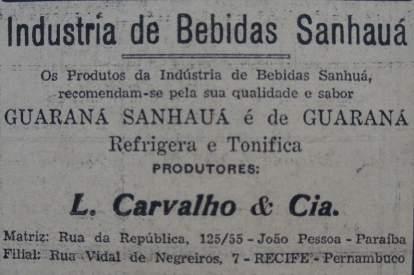 Industria de Bebidas Sanhauá
Os Produtos da Indústria de Bebidas Sanhuá,
recomendam-se pela sua qualidade e sabor
GUARANÁ SANHAUÁ é de GUARANÁ
Refrigera e Tonifica
PRODUTORES:
L. Carvalho & Cia.
Matriz: Rua da República, 125/55 - João Pessoa - Paraíba
Filial: Rua Vidal de Negreiros, 7 - RECIFE - Pernambuco